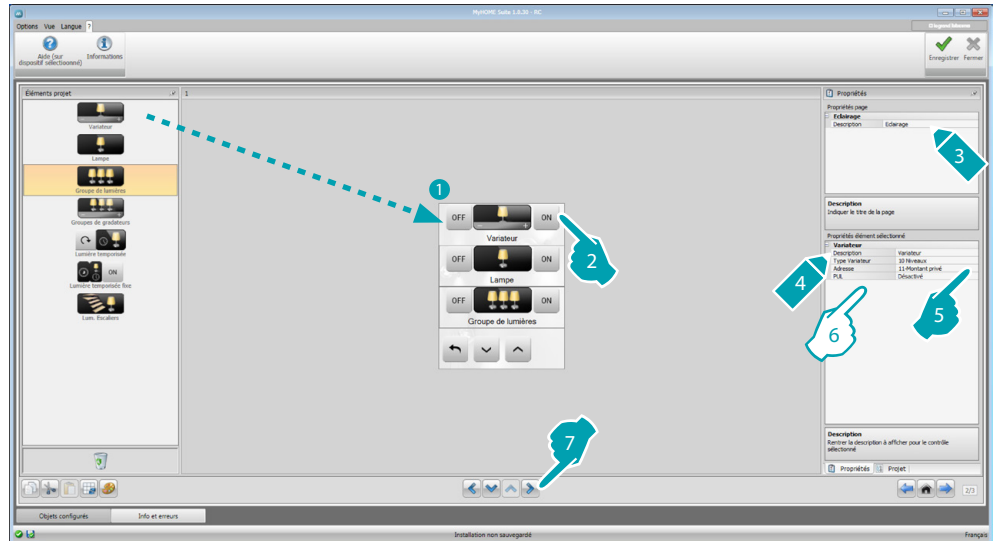 MyHOME Suite 1.0.30 - RC
Options Vue Langue ?
Aide (sur
dispositif sélectionné)
Informations
Enregistrer Fermer
Éléments projet
1
Propriétés
Variateur
Lampe
Groupe de lumières
Groupes de gradateurs
Lumière temporisée
ON
Lumière temporisée fixe
Lum. Escaliers
1
OFF
ON
Variateur
OFF
ON
Lampe
OFF
ON
Groupe de lumières
2
Propriétés page
Eclairage
Description Eclairage
3
Description
Indiquer le titre de la page
Propriétés élément sélectionné
Variateur
Description Variateur
Type Variateur 10 Niveaux
Adresse 11-Montant privé
PUL Désactivé
4
5
6
7
Description
Rentrer la description à afficher pour le contrôle
sélectionné
Propriétés Projet
2/3
Objets configurés Info et erreurs
Installation non sauvegardé
Français